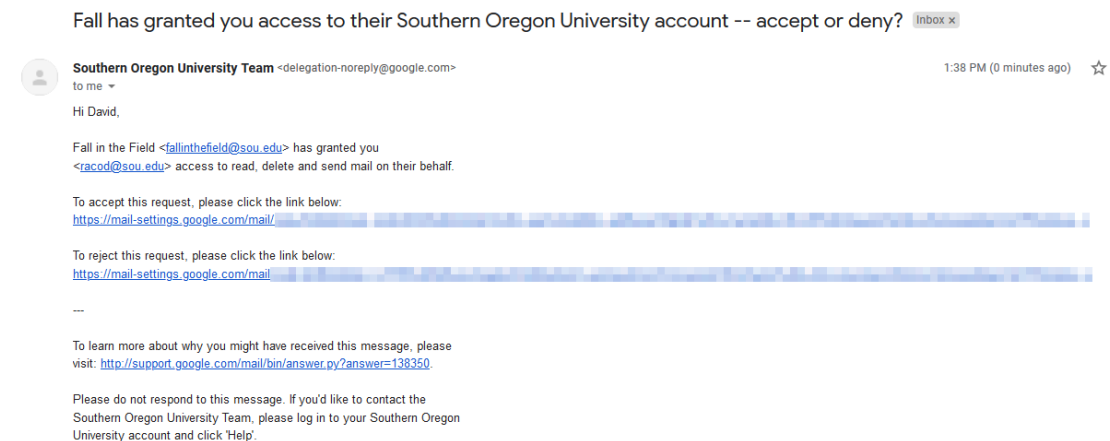 Fall has granted you access to their Southern Oregon University account -- accept or deny? Inbox x
Southern Oregon University Team <delegation-noreply@google.com> 1:38 PM (0 minutes ago)
to me
Hi David,
Fall in the Field <fallinthefield@sou.edu> has granted you
<racod@sou.edu> access to read, delete and send mail on their behalf.
To accept this request, please click the link below:
https://mail-settings.google.com/mail/
To reject this request, please click the link below:
https://mail-settings.google.com/mail
---
To learn more about why you might have received this message, please
visit: http://support.google.com/mail/bin/answer.py?answer=138350.
Please do not respond to this message. If you'd like to contact the
Southern Oregon University Team, please log in to your Southern Oregon
University account and click 'Help'.